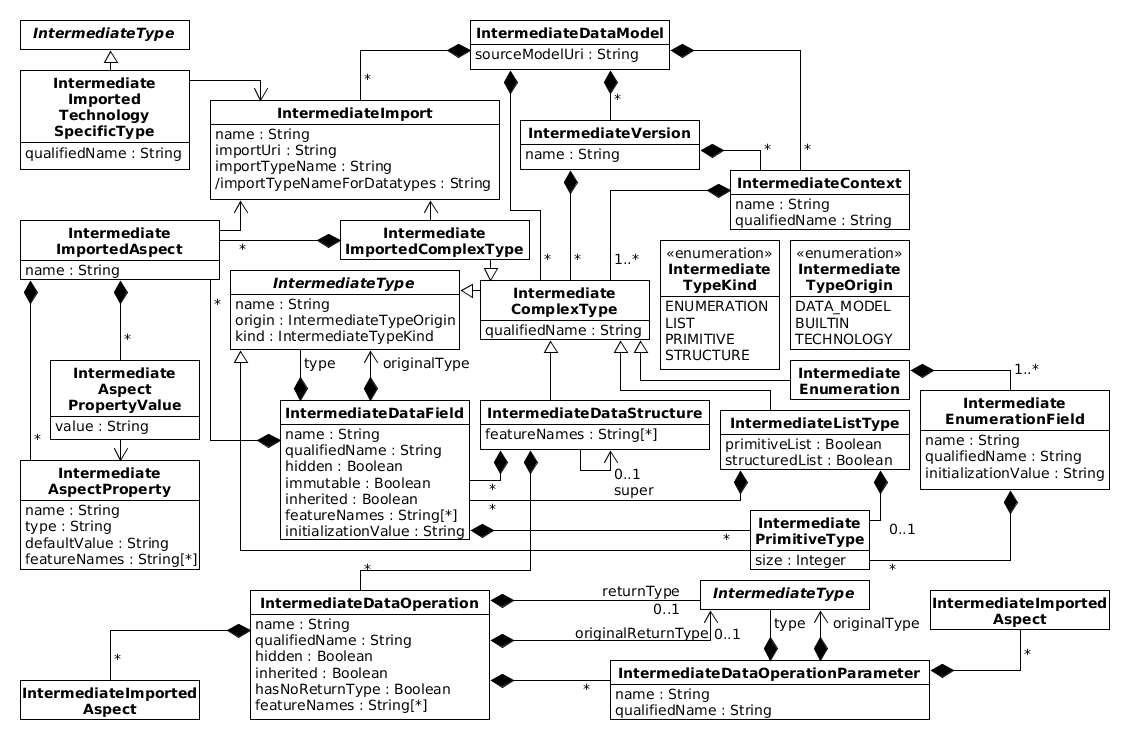 IntermediateType
Intermediate
Imported
Technology
SpecificType
qualifiedName : String
IntermediateDataModel
sourceModelUri : String
*
*
IntermediateImport
name : String
importUri : String
importTypeName : String
/importTypeNameForDatatypes : String
IntermediateVersion
name : String
*
*
IntermediateContext
name : String
qualifiedName : String
Intermediate
ImportedAspect
name : String
*
Intermediate
ImportedComplexType
*
*
1..*
«enumeration»
Intermediate
TypeKind
ENUMERATION
LIST
PRIMITIVE
STRUCTURE
«enumeration»
Intermediate
TypeOrigin
DATA_MODEL
BUILTIN
TECHNOLOGY
IntermediateType
name : String
origin : IntermediateTypeOrigin
kind : IntermediateTypeKind
Intermediate
ComplexType
qualifiedName : String
*
*
type
originalType
Intermediate
Aspect
PropertyValue
value : String
*
Intermediate
Enumeration
1..*
Intermediate
EnumerationField
name : String
qualifiedName : String
initializationValue : String
IntermediateDataField
name : String
qualifiedName : String
hidden : Boolean
immutable : Boolean
inherited : Boolean
featureNames : String[*]
initializationValue : String
IntermediateDataStructure
featureNames : String[*]
0..1
super
*
*
IntermediateListType
primitiveList : Boolean
structuredList : Boolean
Intermediate
AspectProperty
name : String
type : String
defaultValue : String
featureNames : String[*]
Intermediate
PrimitiveType
size : Integer
0..1
*
*
*
IntermediateDataOperation
name : String
qualifiedName : String
hidden : Boolean
inherited : Boolean
hasNoReturnType : Boolean
featureNames : String[*]
returnType
0..1
originalReturnType
0..1
*
IntermediateType
type
originalType
IntermediateImported
Aspect
*
IntermediateDataOperationParameter
name : String
qualifiedName : String
*
IntermediateImported
Aspect